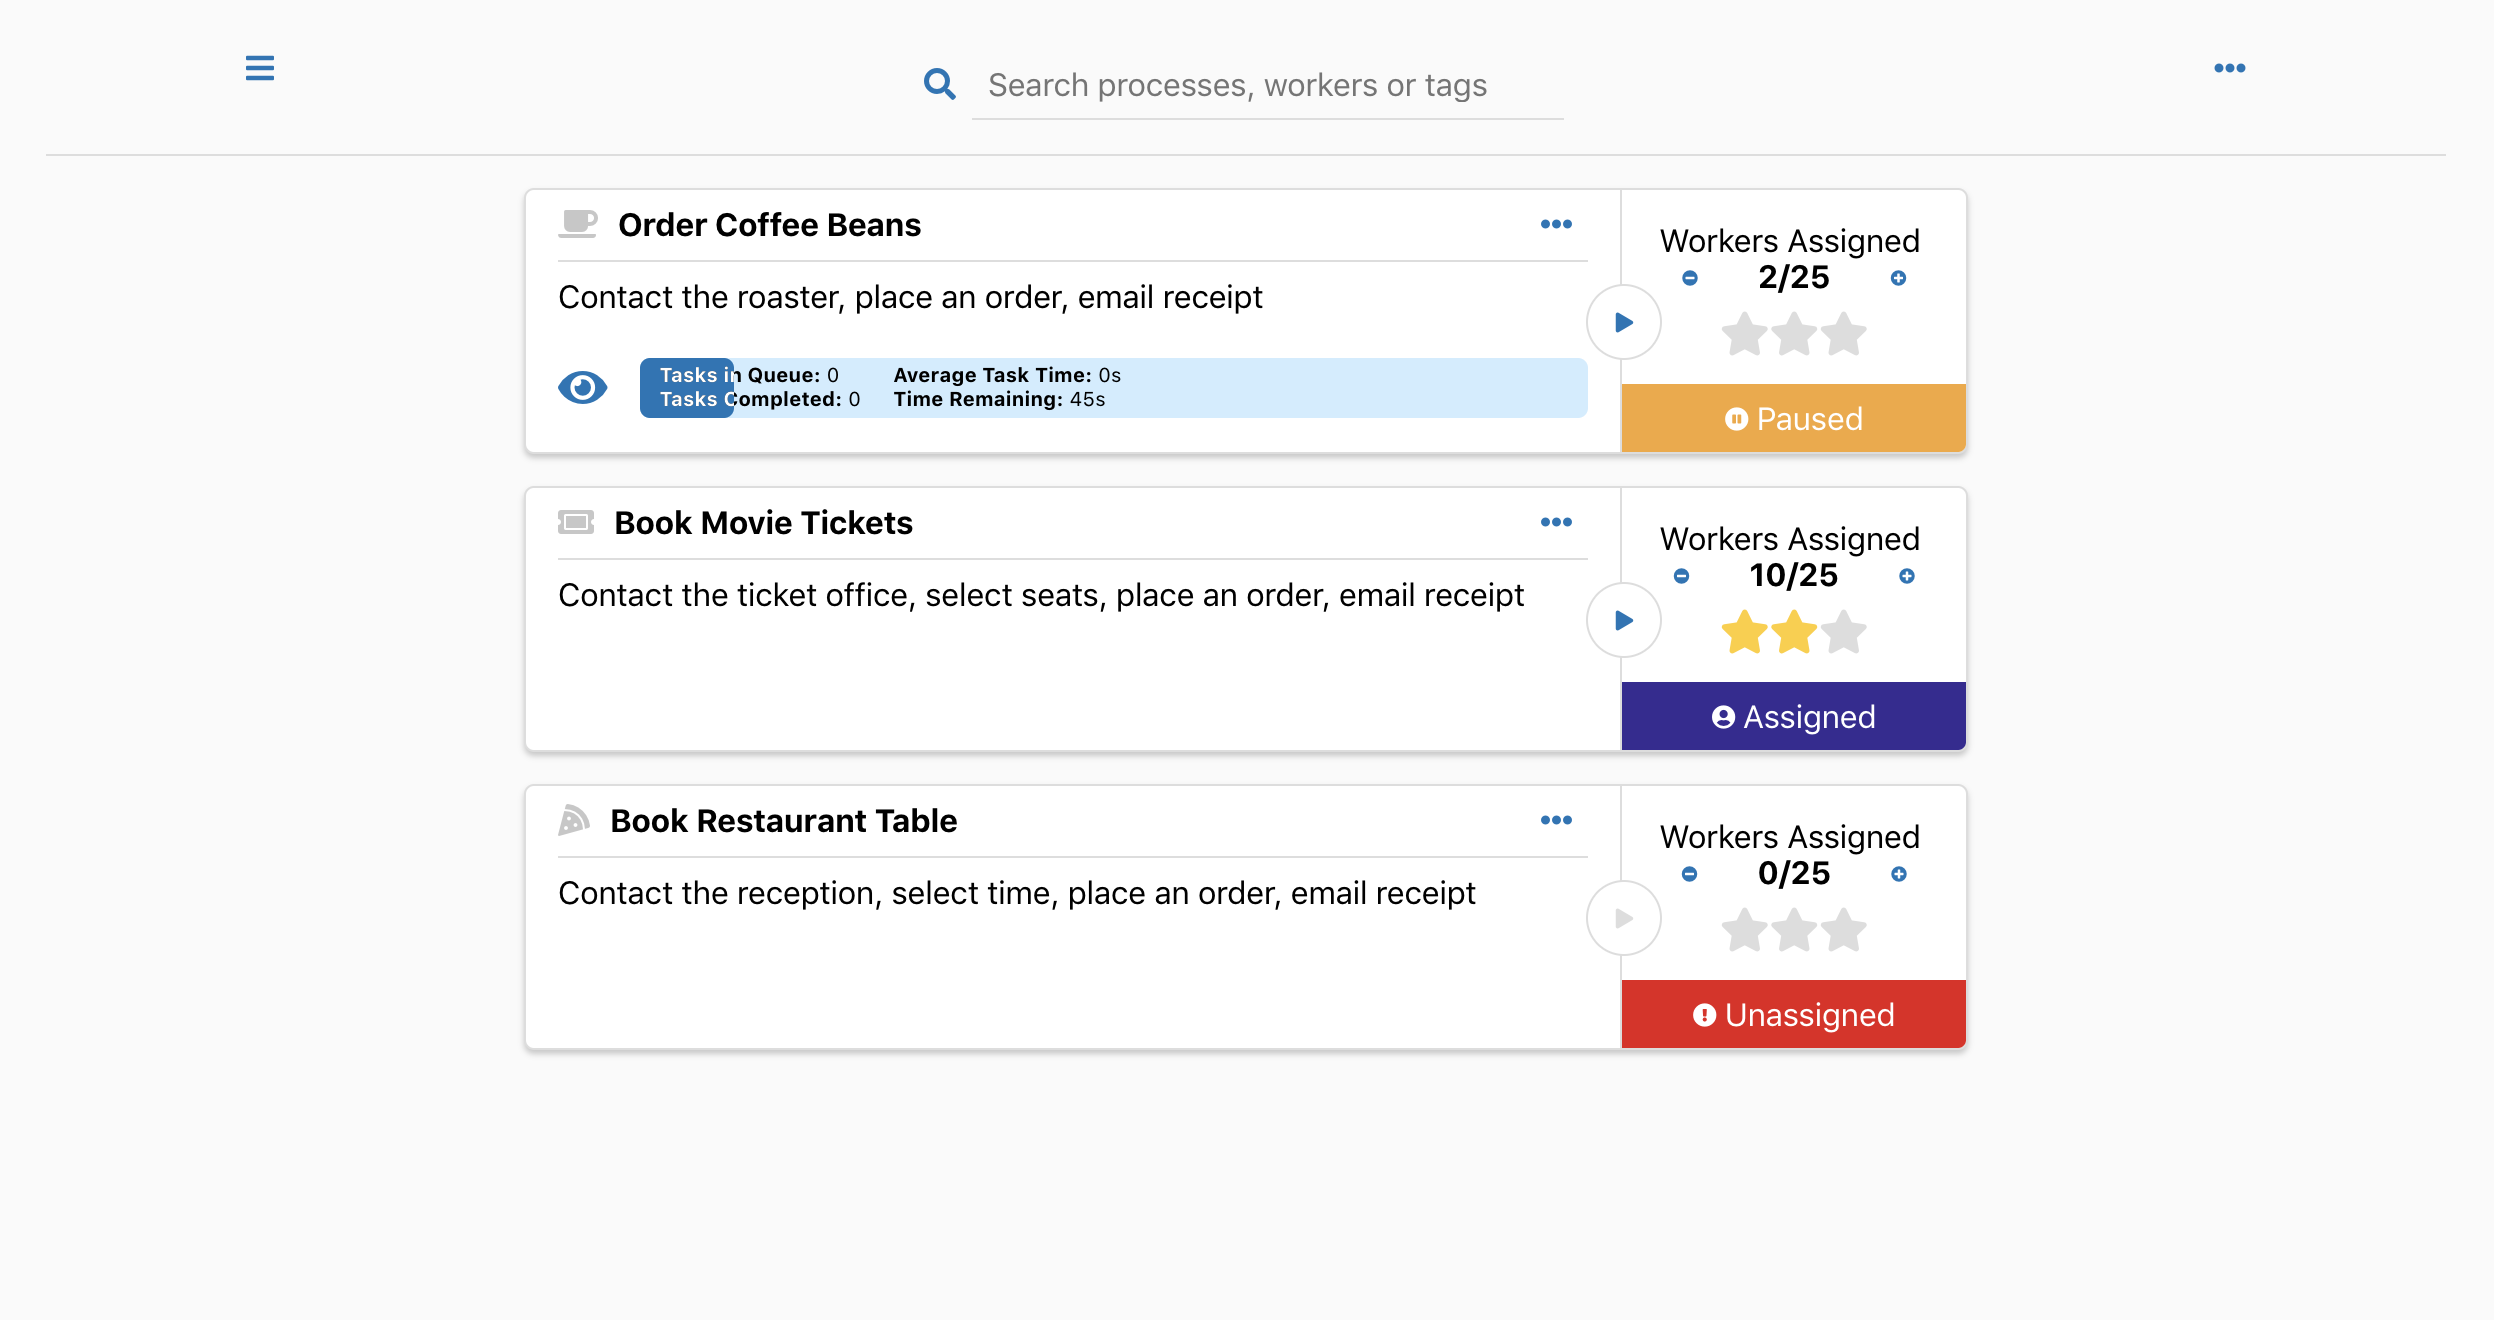 Search processes, workers or tags
Order Coffee Beans
Contact the roaster, place an order, email receipt
Tasks in Queue: 0 Average Task Time: 0s
Tasks Completed: 0 Time Remaining: 45s
Workers Assigned
2/25
Paused
Book Movie Tickets
Contact the ticket office, select seats, place an order, email receipt
Workers Assigned
10/25
Assigned
Book Restaurant Table
Contact the reception, select time, place an order, email receipt
Workers Assigned
0/25
Unassigned